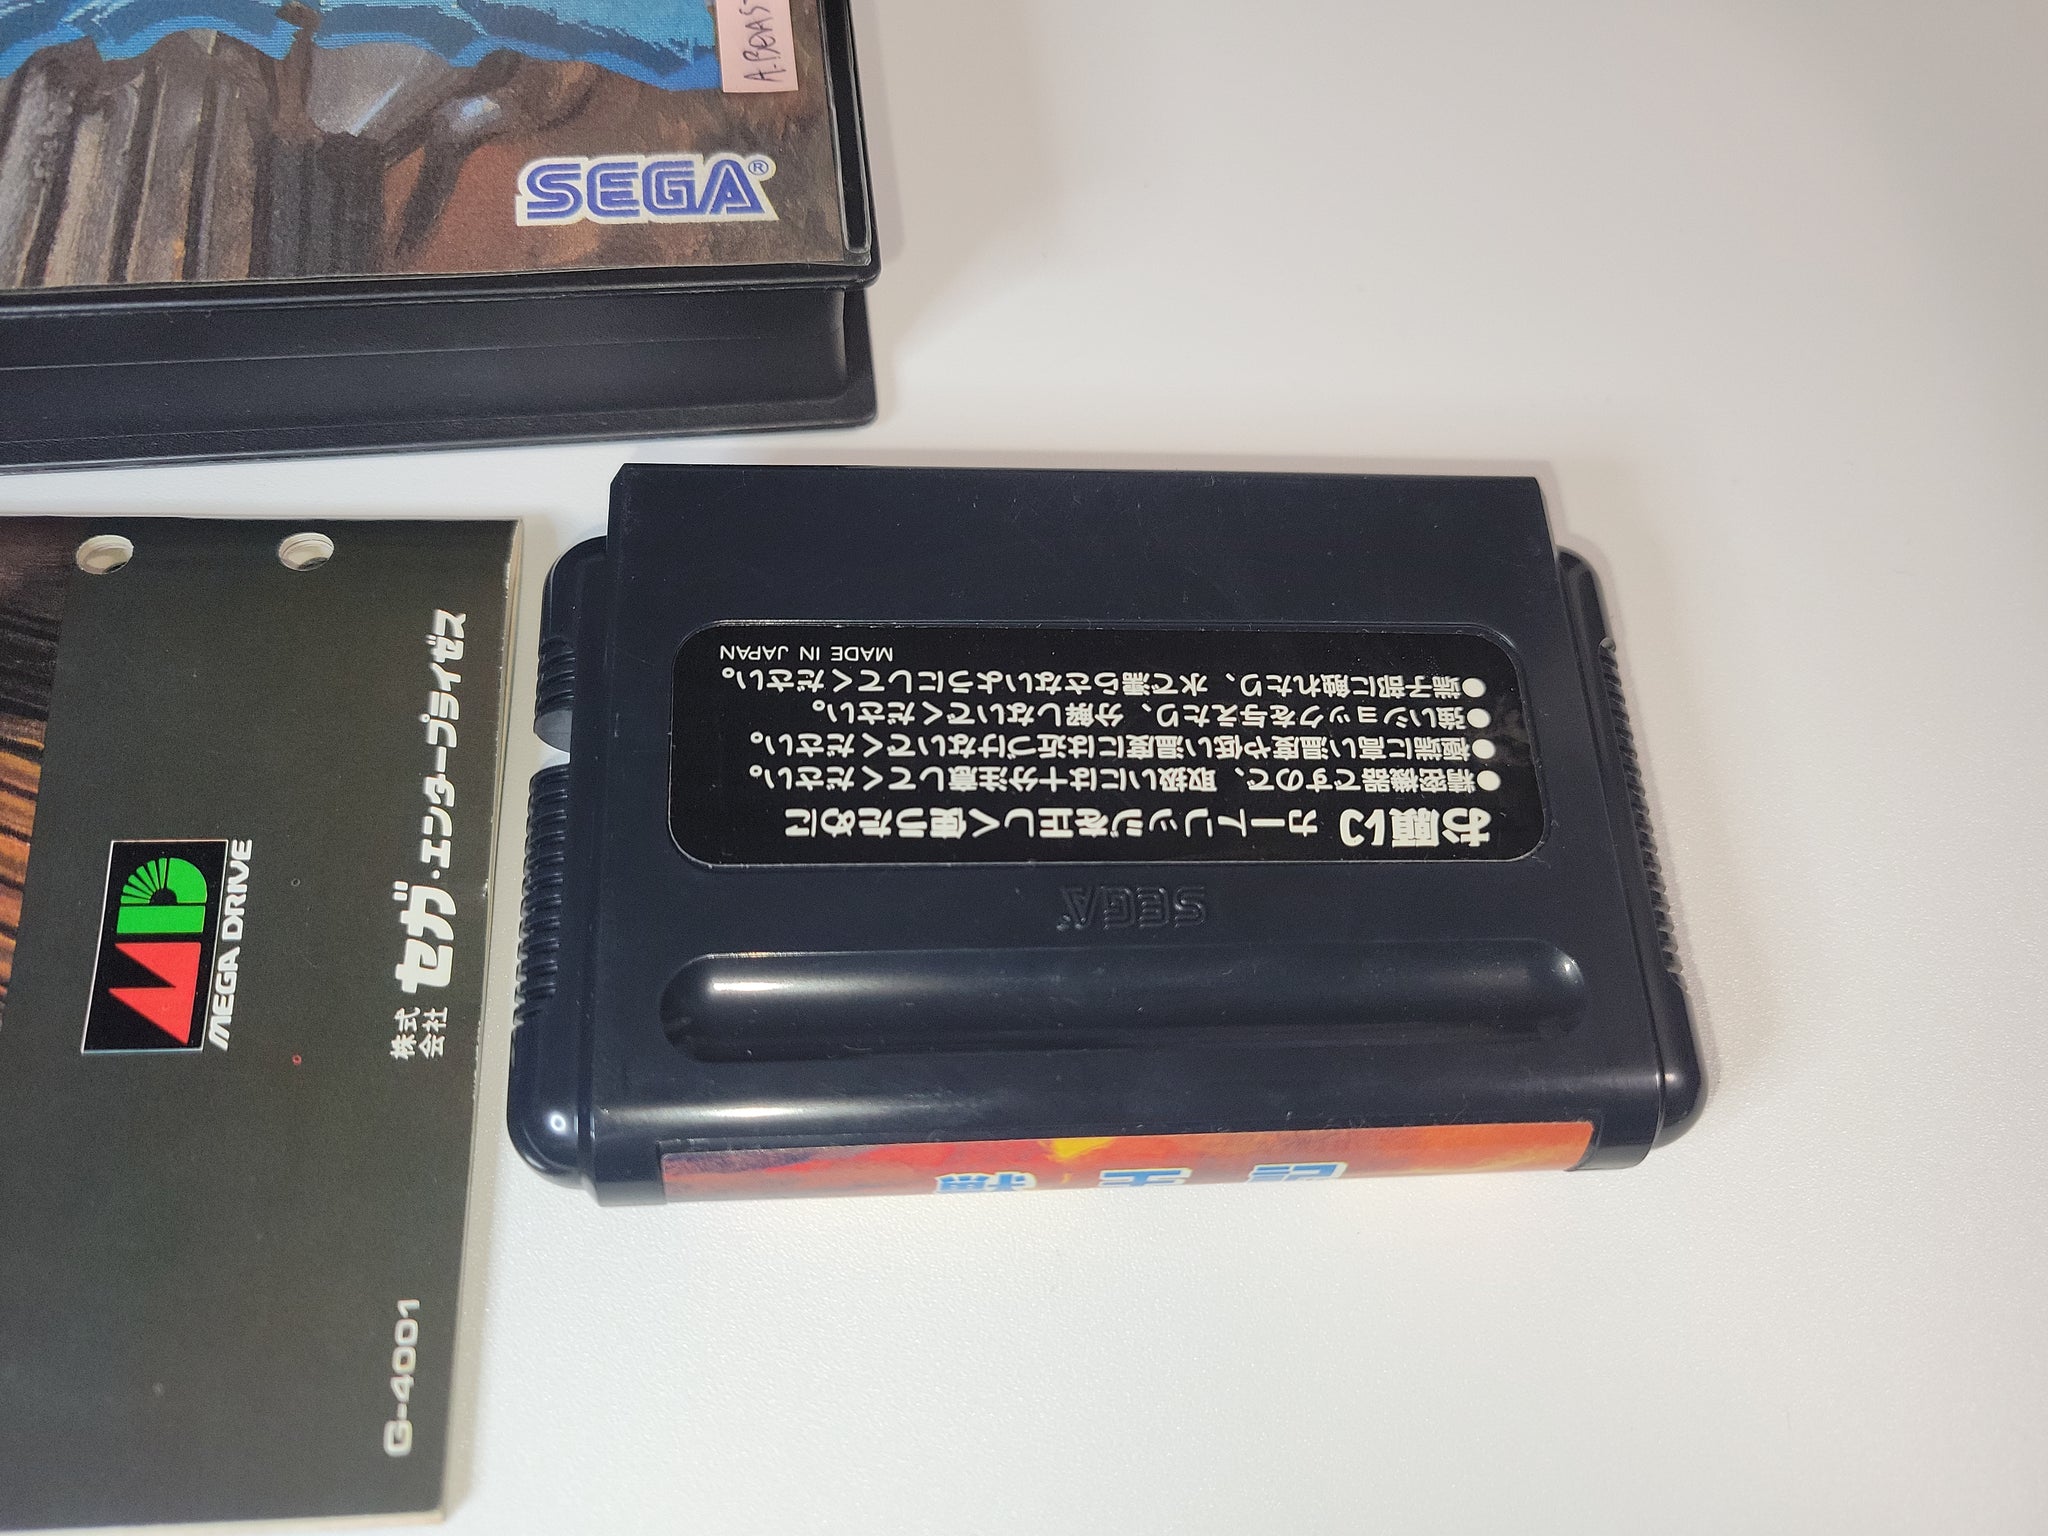 A.BEAS
SEGA®
お願い カートリッジを正しく使うために
●精密機器ですので、取扱いには十分注意してください。
●極端に高い温度や低い温度には近づけないでください。
●強いショックを与えたり、分解しないでください。
●端子部に触れたり、水で濡らさないようにしてください。
MADE IN JAPAN
SEGA
獣王記
MEGA DRIVE
株式会社 セガ・エンタープライゼス
G-4001